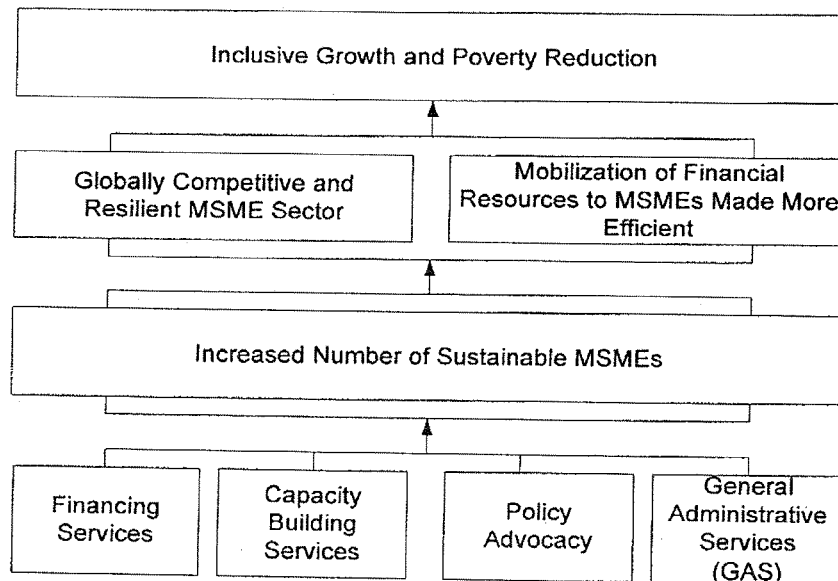 Inclusive Growth and Poverty Reduction
Globally Competitive and
Resilient MSME Sector
Mobilization of Financial
Resources to MSMEs Made More
Efficient
Increased Number of Sustainable MSMEs
Financing
Services
Capacity
Building
Services
Policy
Advocacy
General
Administrative
Services
(GAS)